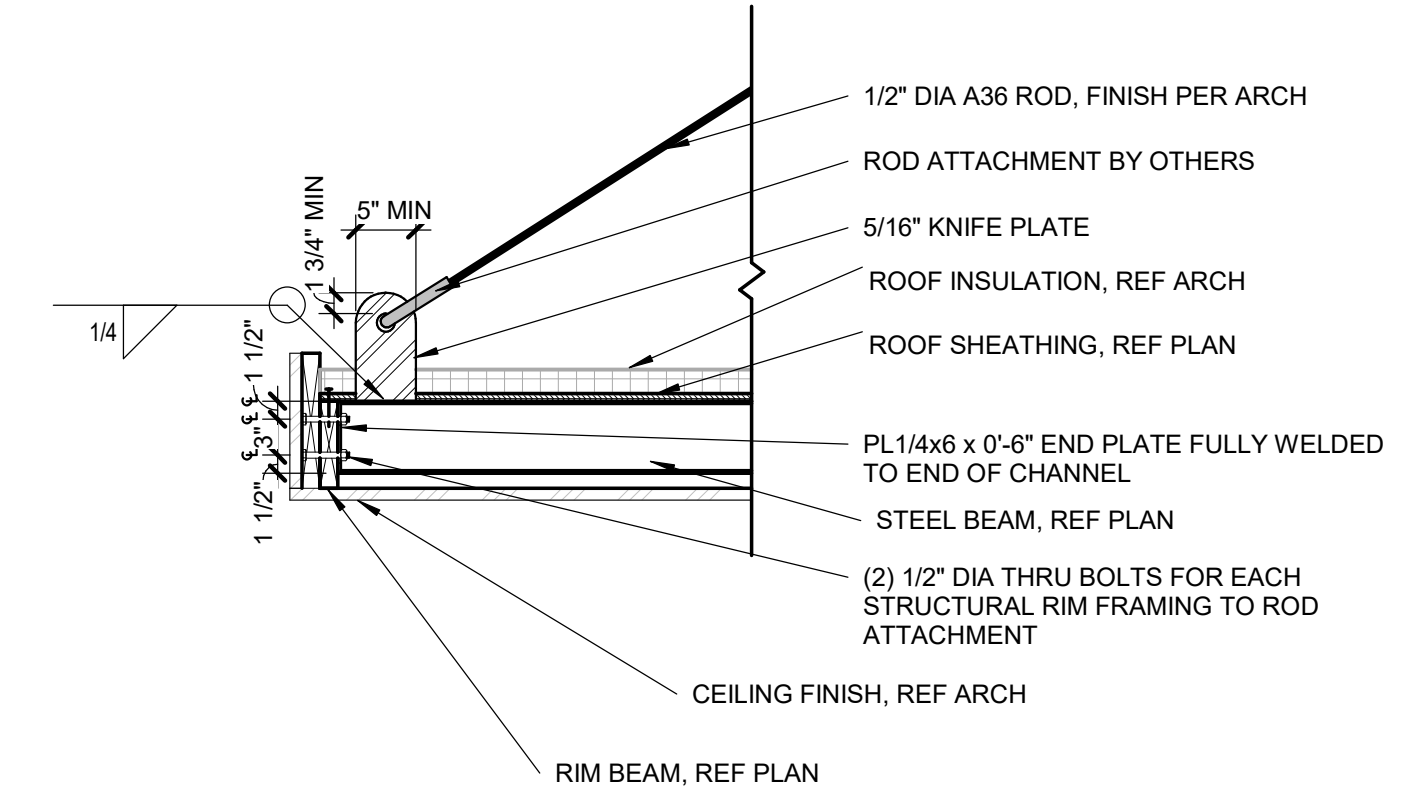 1/2" DIA A36 ROD, FINISH PER ARCH
ROD ATTACHMENT BY OTHERS
5/16" KNIFE PLATE
ROOF INSULATION, REF ARCH
ROOF SHEATHING, REF PLAN
PL1/4x6 x 0'-6" END PLATE FULLY WELDED
TO END OF CHANNEL
STEEL BEAM, REF PLAN
(2) 1/2" DIA THRU BOLTS FOR EACH
STRUCTURAL RIM FRAMING TO ROD
ATTACHMENT
CEILING FINISH, REF ARCH
RIM BEAM, REF PLAN
5" MIN
1 3/4" MIN
1/4
1 1/2"
3"
1 1/2"